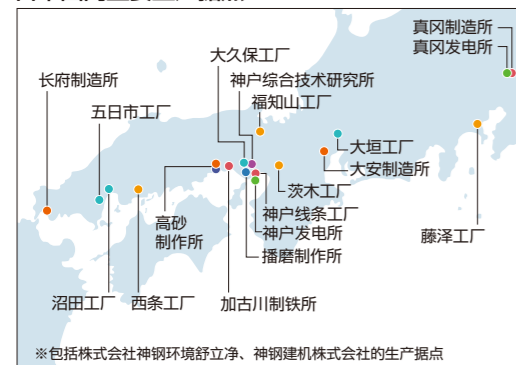 真冈制造所
真冈发电所
大久保工厂
神户综合技术研究所
福知山工厂
长府制造所
五日市工厂
大垣工厂
大安制造所
茨木工厂
神户线条工厂
神户发电所
播磨制作所
高砂
制作所
藤泽工厂
沼田工厂
西条工厂
加古川制铁所
※包括株式会社神钢环境舒立净、神钢建机株式会社的生产据点